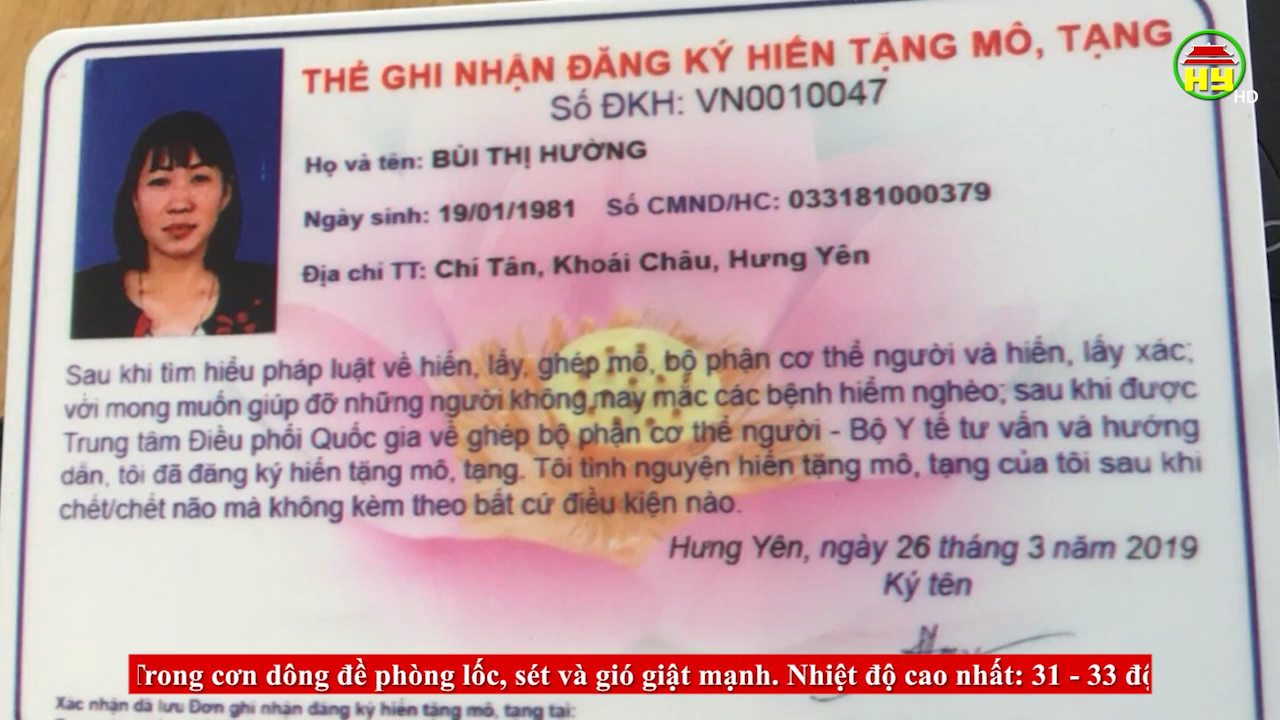 THẺ GHI NHẬN ĐĂNG KÝ HIẾN TẶNG MÔ, TẠNG
HY
HD
Số ĐKH: VN0010047
Họ và tên: BÙI THỊ HƯỜNG
Ngày sinh: 19/01/1981 Số CMND/HC: 033181000379
Địa chỉ TT: Chí Tân, Khoái Châu, Hưng Yên
Sau khi tìm hiểu pháp luật về hiến, lấy, ghép mô, bộ phận cơ thể người và hiến, lấy xác;
với mong muốn giúp đỡ những người không may mắc các bệnh hiểm nghèo; sau khi được
Trung tâm Điều phối Quốc gia về ghép bộ phận cơ thể người - Bộ Y tế tư vấn và hướng
dẫn, tôi đã đăng ký hiến tặng mô, tạng. Tôi tình nguyện hiến tặng mô, tạng của tôi sau khi
chết/chết não mà không kèm theo bất cứ điều kiện nào.
Hưng Yên, ngày 26 tháng 3 năm 2019
Ký tên
Trong cơn dông đề phòng lốc, sét và gió giật mạnh. Nhiệt độ cao nhất: 31 - 33 độ
Xác nhận đã lưu Đơn ghi nhận đăng ký hiến tặng mô, tạng tại: